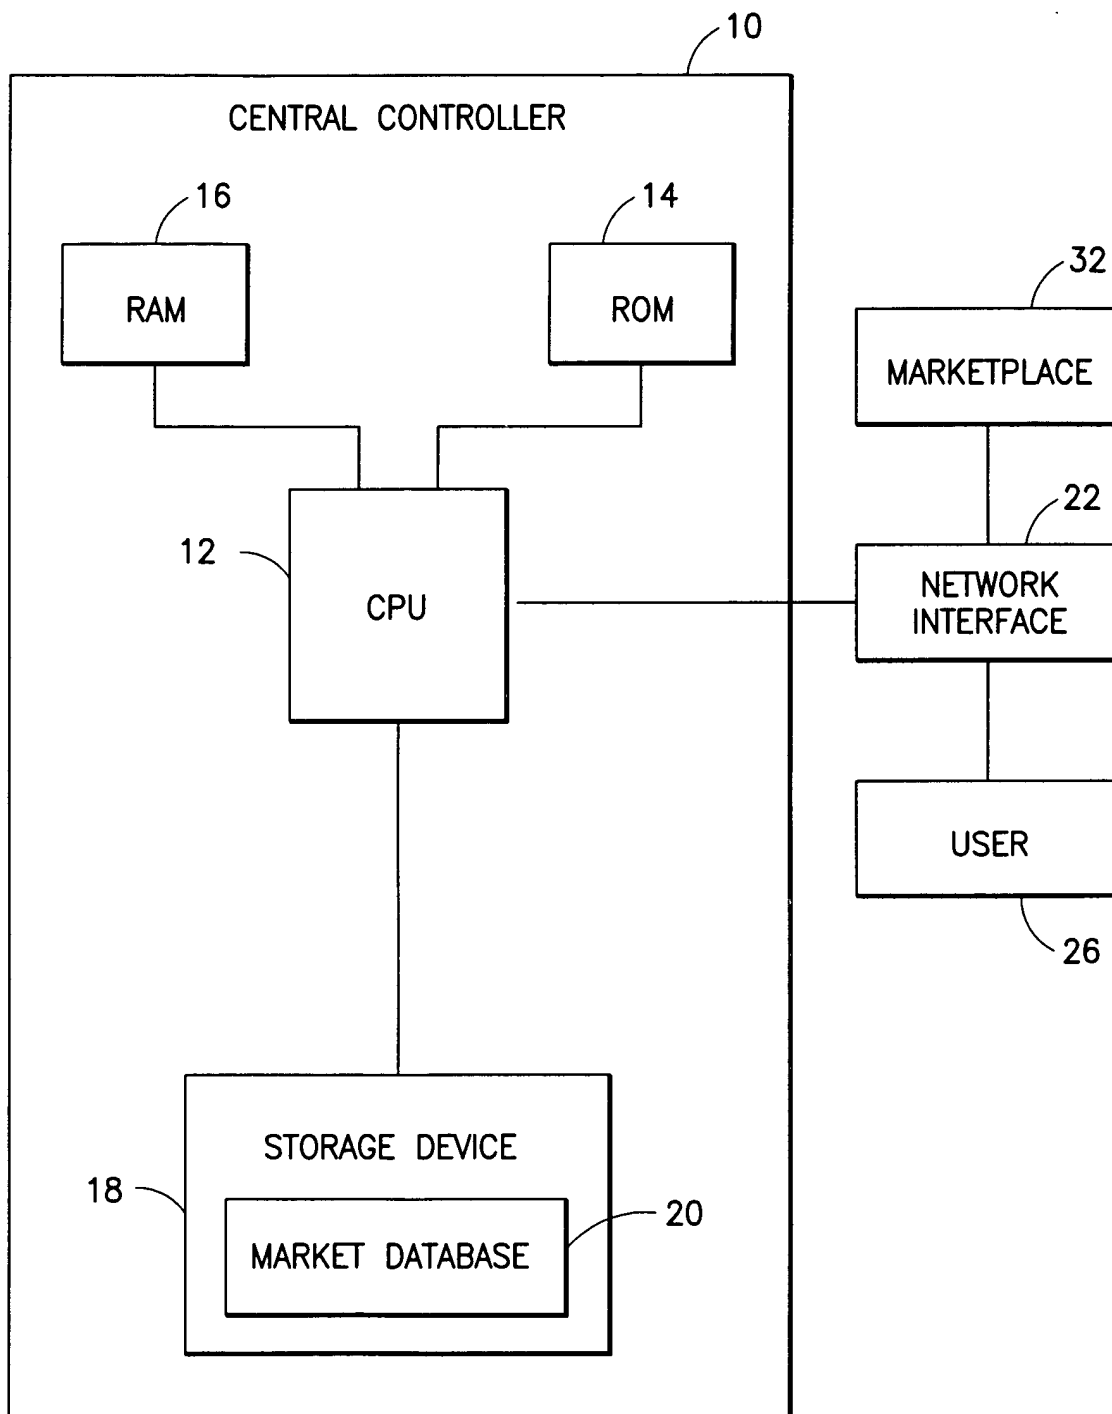 10
CENTRAL CONTROLLER
16
14
RAM
ROM
32
MARKETPLACE
22
12
CPU
NETWORK
INTERFACE
USER
26
STORAGE DEVICE
18
20
MARKET DATABASE